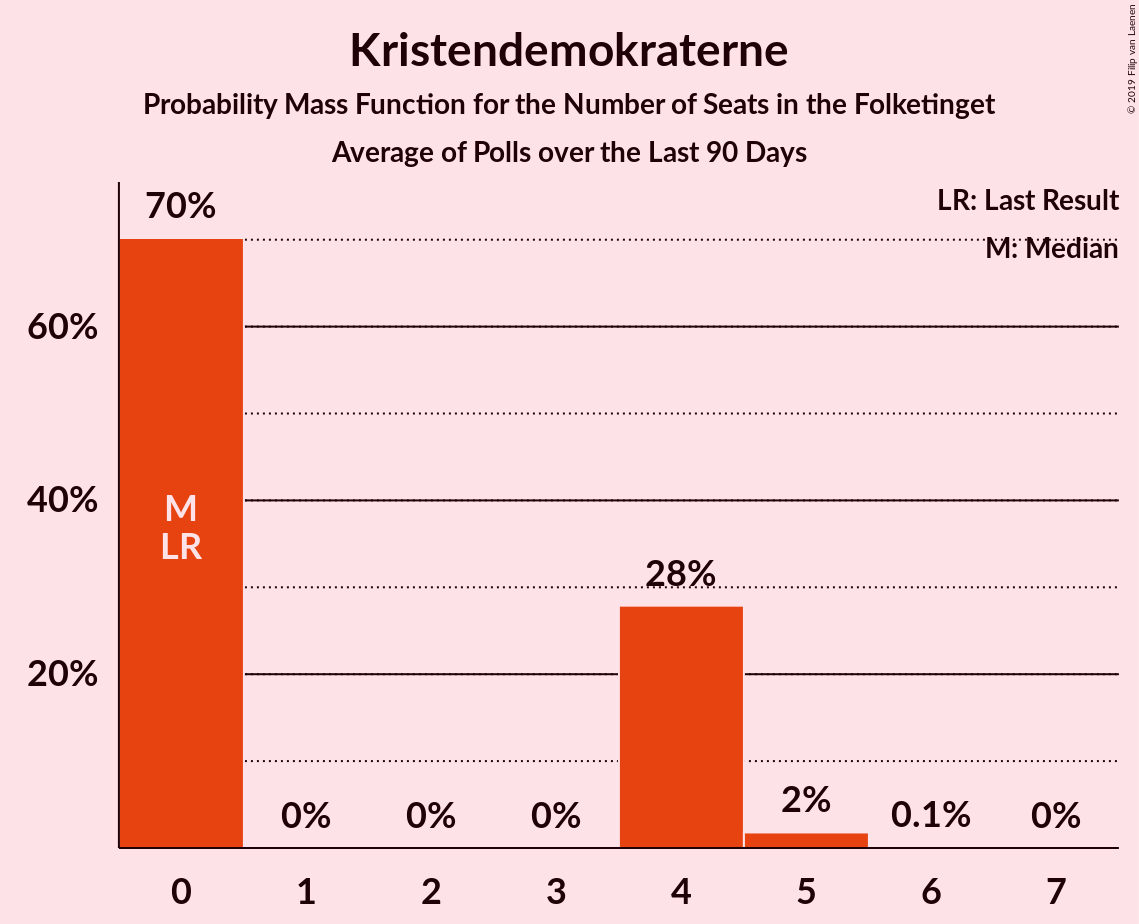 Kristendemokraterne
Probability Mass Function for the Number of Seats in the Folketinget
Average of Polls over the Last 90 Days
© 2019 Filip van Laenen
LR: Last Result
M: Median
70%
60%
40%
20%
M
LR
0%
0%
0%
28%
2%
0.1%
0%
0
1
2
3
4
5
6
7